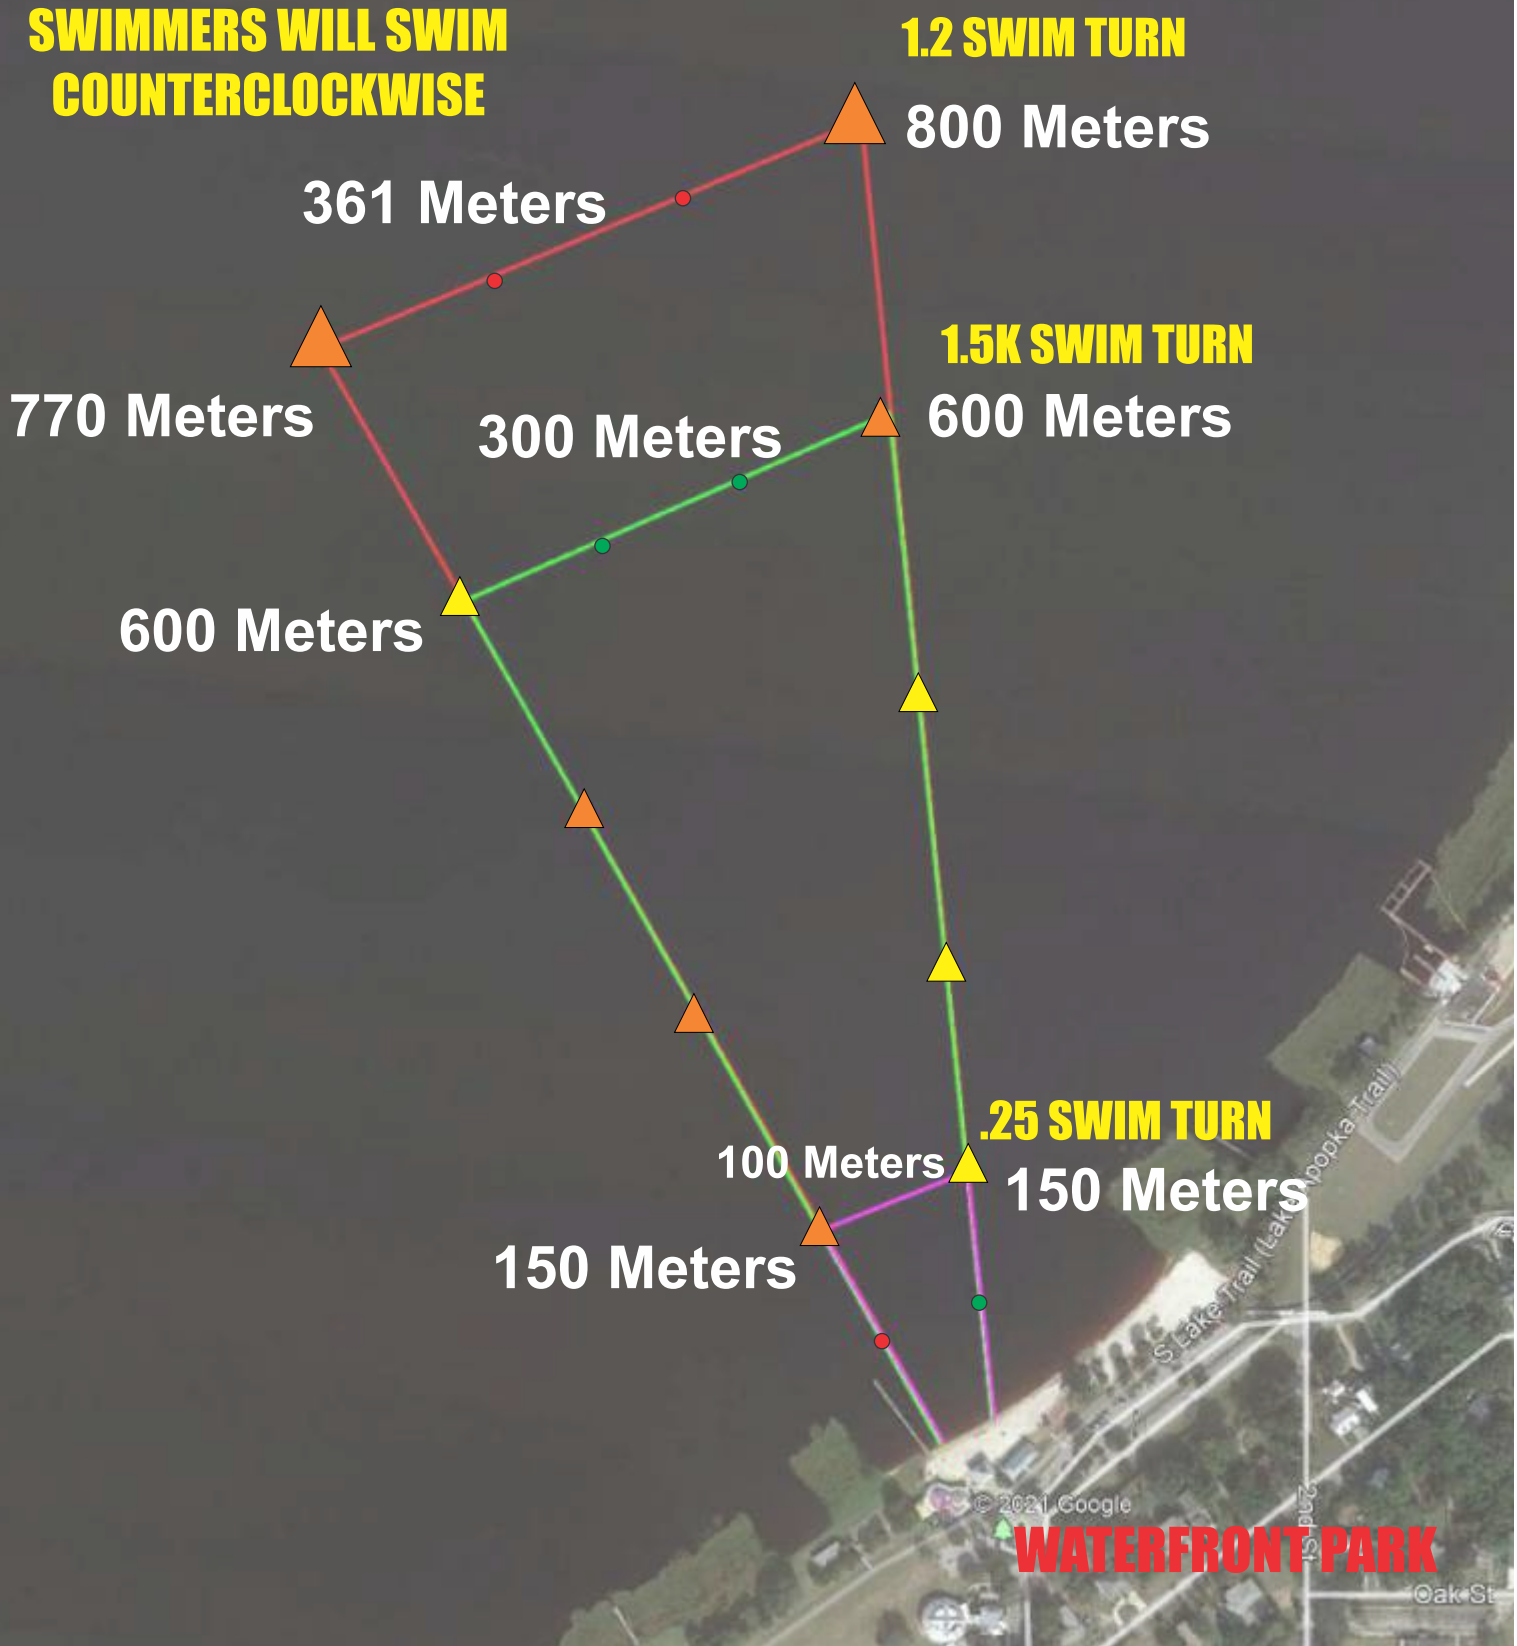 SWIMMERS WILL SWIM
COUNTERCLOCKWISE
1.2 SWIM TURN
800 Meters
361 Meters
770 Meters
1.5K SWIM TURN
600 Meters
300 Meters
600 Meters
.25 SWIM TURN
100 Meters
150 Meters
150 Meters
S Lake Trail (Lake Apopka Trail)
© 2021 Google
2nd St
WATERFRONT PARK
Oak St